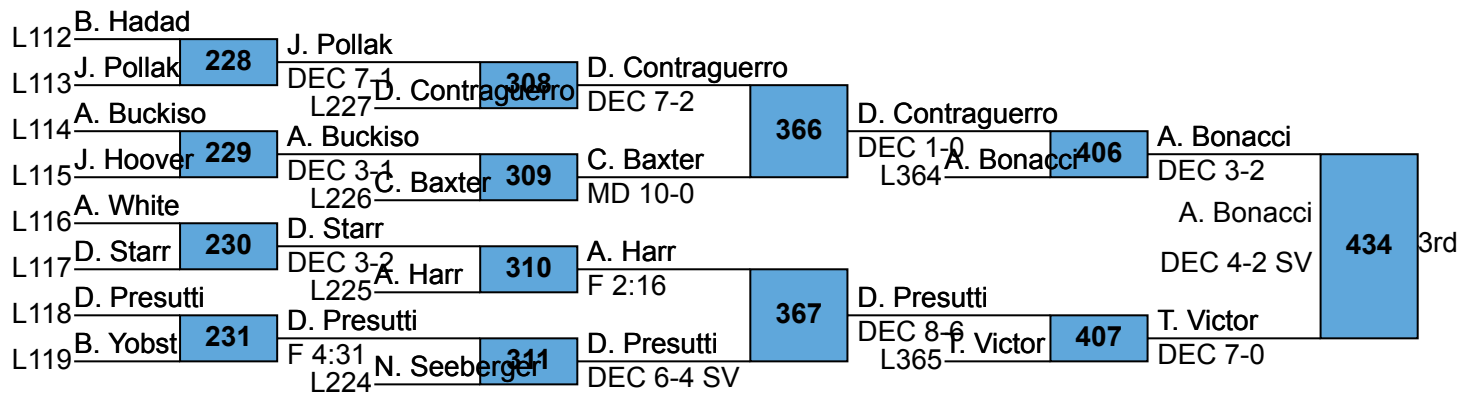 L112 B. Hadad
228
L113 J. Pollak
J. Pollak
DEC 7-1
308
L227 D. Contraguerro
D. Contraguerro
DEC 7-2
L114 A. Buckiso
229
L115 J. Hoover
A. Buckiso
DEC 3-1
309
L226 C. Baxter
C. Baxter
MD 10-0
366
D. Contraguerro
DEC 1-0
406
L364 A. Bonacci
A. Bonacci
DEC 3-2
L116 A. White
230
L117 D. Starr
D. Starr
DEC 3-2
310
L225 A. Harr
A. Harr
F 2:16
L118 D. Presutti
231
L119 B. Yobst
D. Presutti
F 4:31
311
L224 N. Seeberger
D. Presutti
DEC 6-4 SV
367
D. Presutti
DEC 8-6
407
L365 T. Victor
T. Victor
DEC 7-0
A. Bonacci
DEC 4-2 SV
434
3rd